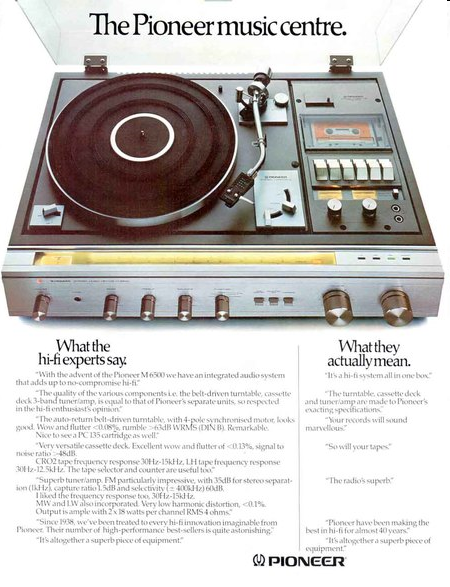 The Pioneer music centre.
PIONEER
What the
hi-fi experts say.
"With the advent of the Pioneer M6500 we have an integrated audio system
that adds up to no-compromise hi-fi."
"The quality of the various components i.e. the belt-driven turntable, cassette
deck 3-band tuner/amp, is equal to that of Pioneer's separate units, so respected
in the hi-fi enthusiast's opinion."
"The auto-return belt-driven turntable, with 4-pole synchronised motor, looks
good. Wow and flutter <0.08%, rumble >63dB WRMS (DIN B). Remarkable.
Nice to see a PC 135 cartridge as well."
"Very versatile cassette deck. Excellent wow and flutter of <0.13%, signal to
noise ratio >48dB.
CRO2 tape frequency response 30Hz-15kHz, LH tape frequency response
30Hz-12.5kHz. The tape selector and counter are useful too."
"Superb tuner/amp. FM particularly impressive, with 35dB for stereo separat-
ion (1kHz), capture ratio 1.5dB and selectivity (± 400kHz) 60dB.
I liked the frequency response too, 30Hz-15kHz.
MW and LW also incorporated. Very low harmonic distortion, <0.1%.
Output is ample with 2 x 18 watts per channel RMS 4 ohms."
"Since 1938, we've been treated to every hi-fi innovation imaginable from
Pioneer. Their number of high-performance best-sellers is quite astonishing."
"It's altogether a superb piece of equipment."
What they
actually mean.
"It's a hi-fi system all in one box."
"The turntable, cassette deck
and tuner/amp are made to Pioneer's
exacting specifications."
"Your records will sound
marvellous."
"So will your tapes."
"The radio's superb."
"Pioneer have been making the
best in hi-fi for almost 40 years."
"It's altogether a superb piece of
equipment."
PIONEER